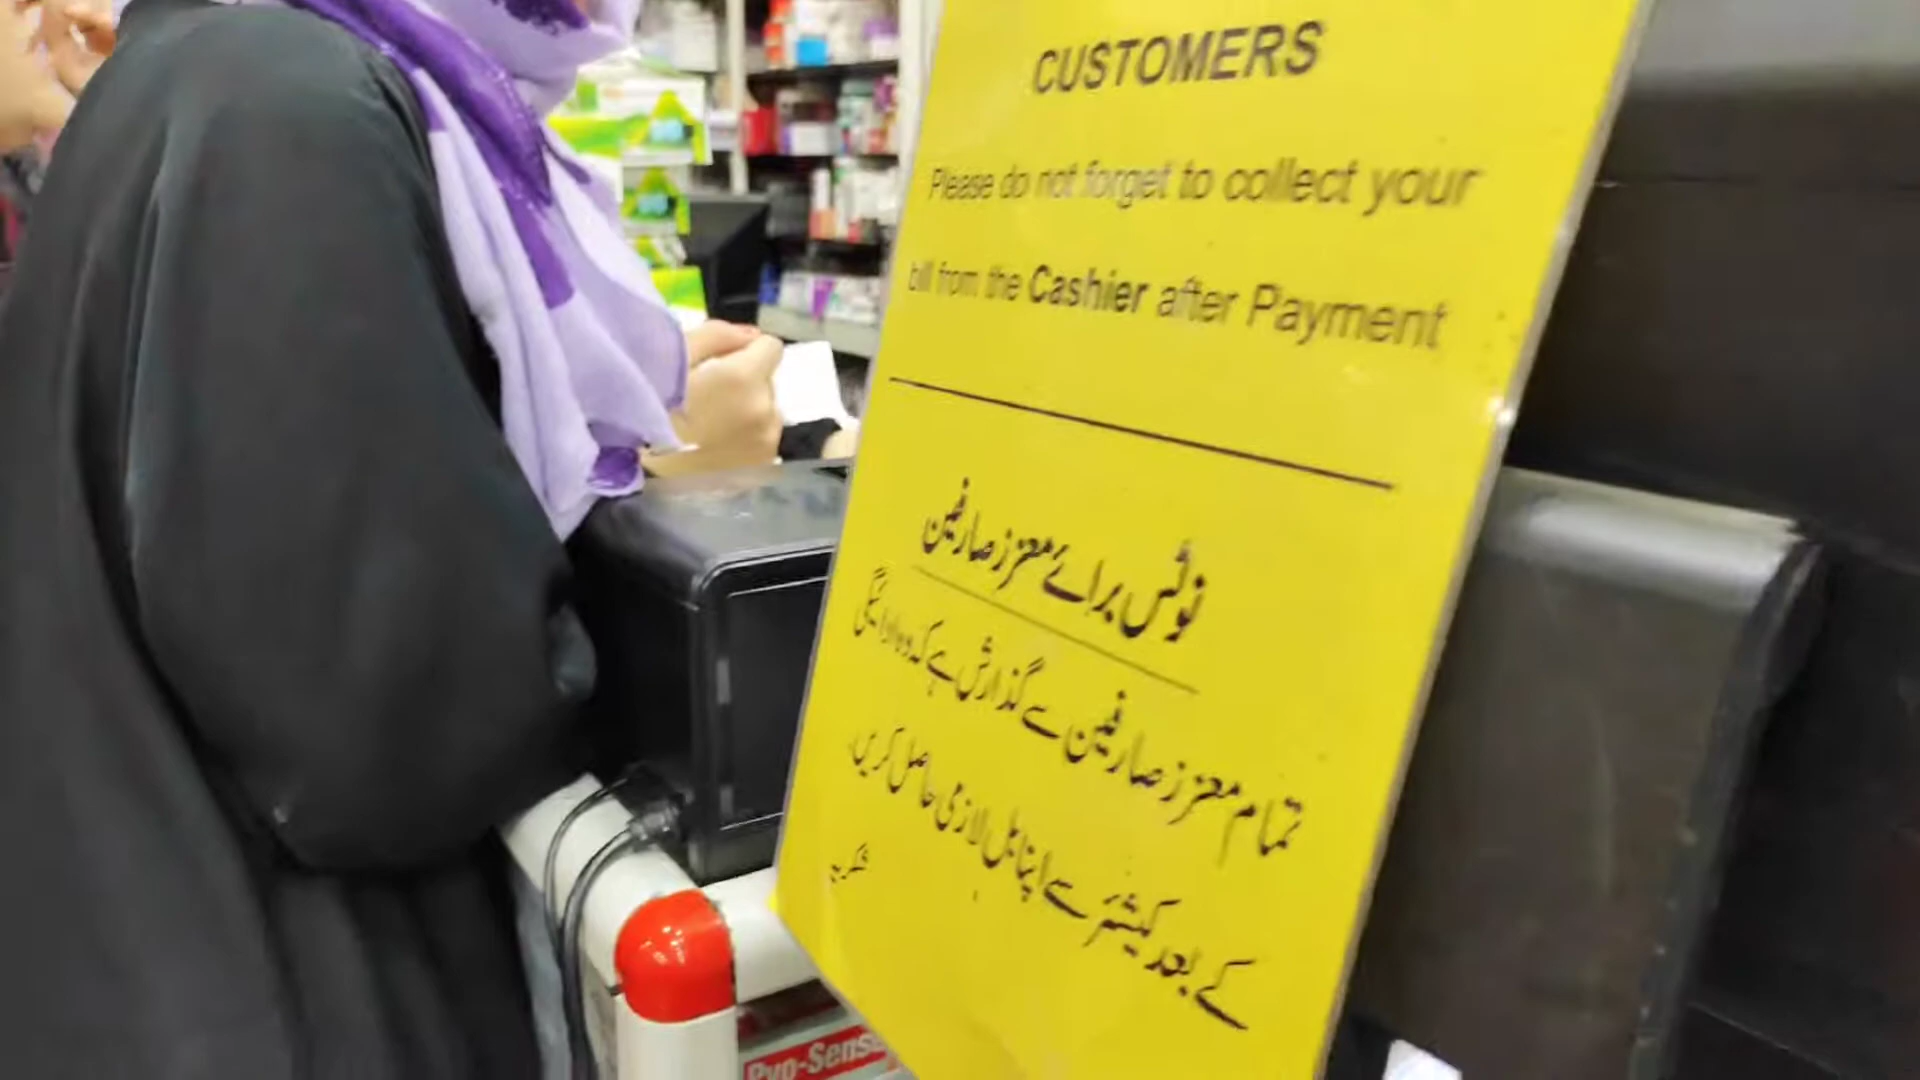 CUSTOMERS
Please do not forget to collect your
bill from the Cashier after Payment
نوٹس برائے معزز صارفین
تمام معزز صارفین سے گذارش ہے کہ وہ ادائیگی
کے بعد کیشئر سے اپنا بل لازمی حاصل کریں۔
شکریہ
Pyo-Sense